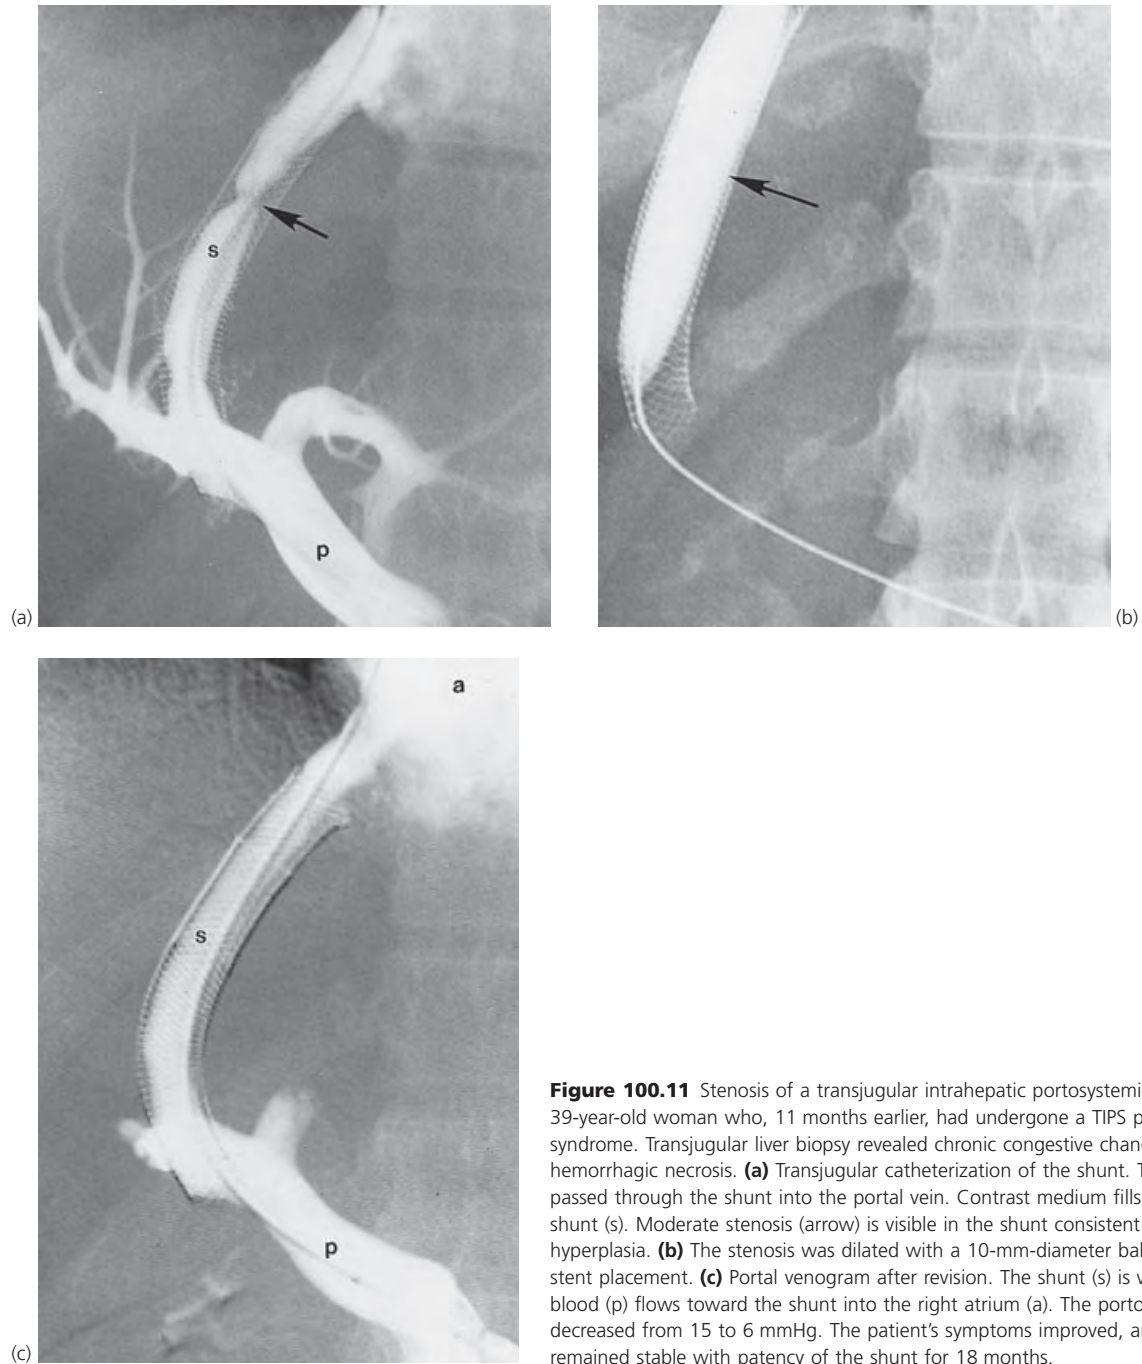 s
p
(a)
(b)
a
s
p
(c)
Figure 100.11 Stenosis of a transjugular intrahepatic portosystemi
39-year-old woman who, 11 months earlier, had undergone a TIPS p
syndrome. Transjugular liver biopsy revealed chronic congestive chan
hemorrhagic necrosis. (a) Transjugular catheterization of the shunt. T
passed through the shunt into the portal vein. Contrast medium fills
shunt (s). Moderate stenosis (arrow) is visible in the shunt consistent
hyperplasia. (b) The stenosis was dilated with a 10-mm-diameter bal
stent placement. (c) Portal venogram after revision. The shunt (s) is v
blood (p) flows toward the shunt into the right atrium (a). The porto
decreased from 15 to 6 mmHg. The patient's symptoms improved, a
remained stable with patency of the shunt for 18 months.